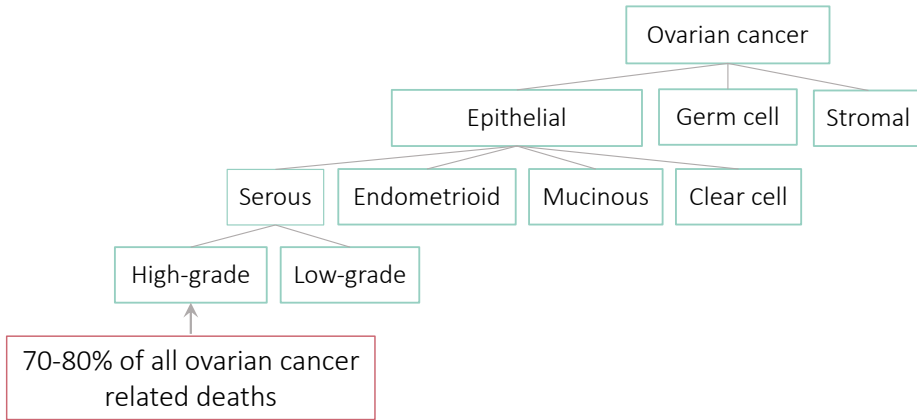 Ovarian cancer
Epithelial
Germ cell
Stromal
Serous
Endometrioid
Mucinous
Clear cell
High-grade
Low-grade
70-80% of all ovarian cancer
related deaths